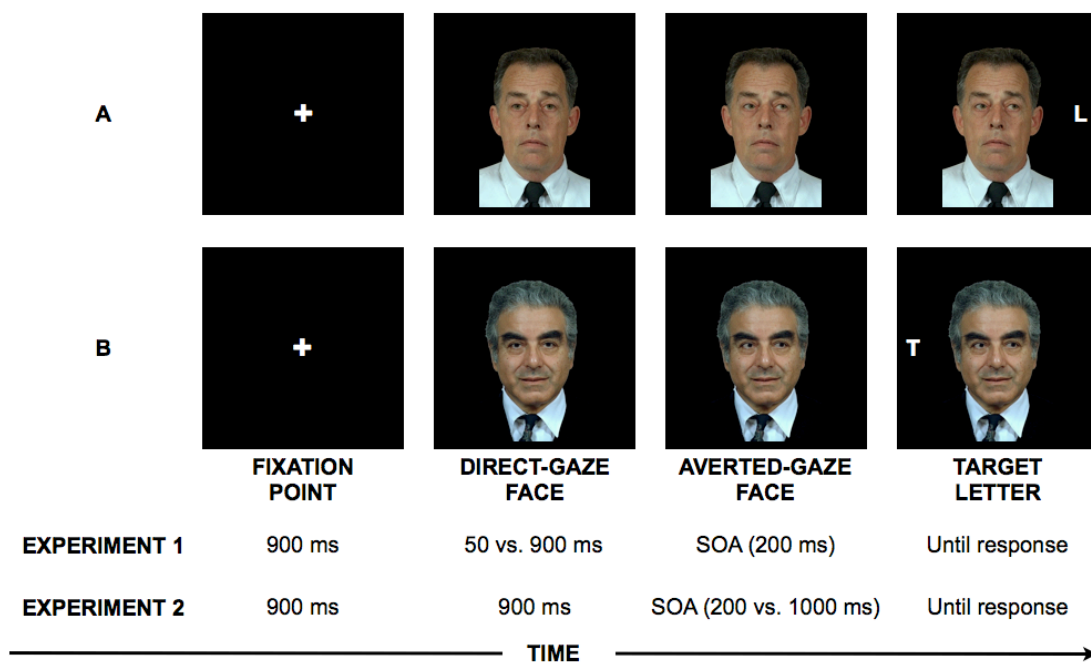 A
L
B
T
FIXATION POINT
DIRECT-GAZE FACE
AVERTED-GAZE FACE
TARGET LETTER
EXPERIMENT 1 900 ms 50 vs. 900 ms SOA (200 ms) Until response
EXPERIMENT 2 900 ms 900 ms SOA (200 vs. 1000 ms) Until response
TIME